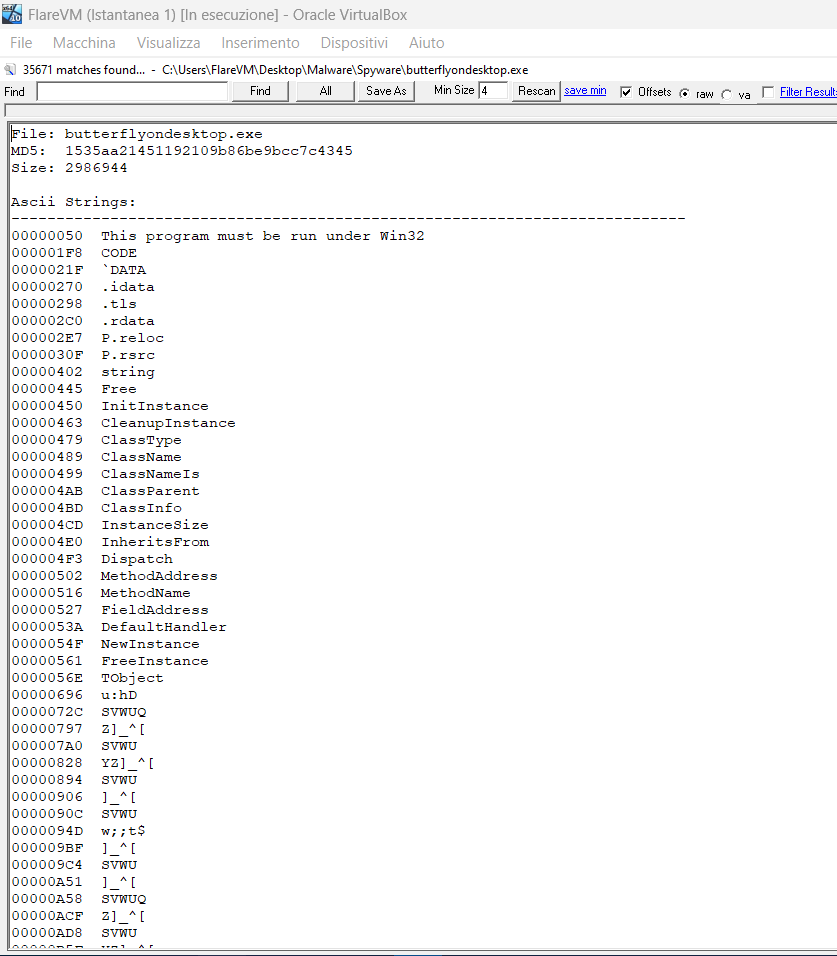 FlareVM (Istantanea 1) [In esecuzione] - Oracle VirtualBox
File Macchina Visualizza Inserimento Dispositivi Aiuto
35671 matches found... - C:\Users\FlareVM\Desktop\Malware\Spyware\butterflyondesktop.exe
Find Find All Save As Min Size 4 Rescan save min Offsets raw va Filter Results
File: butterflyondesktop.exe
MD5: 1535aa21451192109b86be9bcc7c4345
Size: 2986944
Ascii Strings:
---------------------------------------------------------------------------
00000050 This program must be run under Win32
000001F8 CODE
0000021F `DATA
00000270 .idata
00000298 .tls
000002C0 .rdata
000002E7 P.reloc
0000030F P.rsrc
00000402 string
00000445 Free
00000450 InitInstance
00000463 CleanupInstance
00000479 ClassType
00000489 ClassName
00000499 ClassNameIs
000004AB ClassParent
000004BD ClassInfo
000004CD InstanceSize
000004E0 InheritsFrom
000004F3 Dispatch
00000502 MethodAddress
00000516 MethodName
00000527 FieldAddress
0000053A DefaultHandler
0000054F NewInstance
00000561 FreeInstance
0000056E TObject
00000696 u:hD
0000072C SVWUQ
00000797 Z]_^[
000007A0 SVWU
00000828 YZ]_^[
00000894 SVWU
00000906 ]_^[
0000090C SVWU
0000094D w;;t$
000009BF ]_^[
000009C4 SVWU
00000A51 ]_^[
00000A58 SVWUQ
00000ACF Z]_^[
00000AD8 SVWU